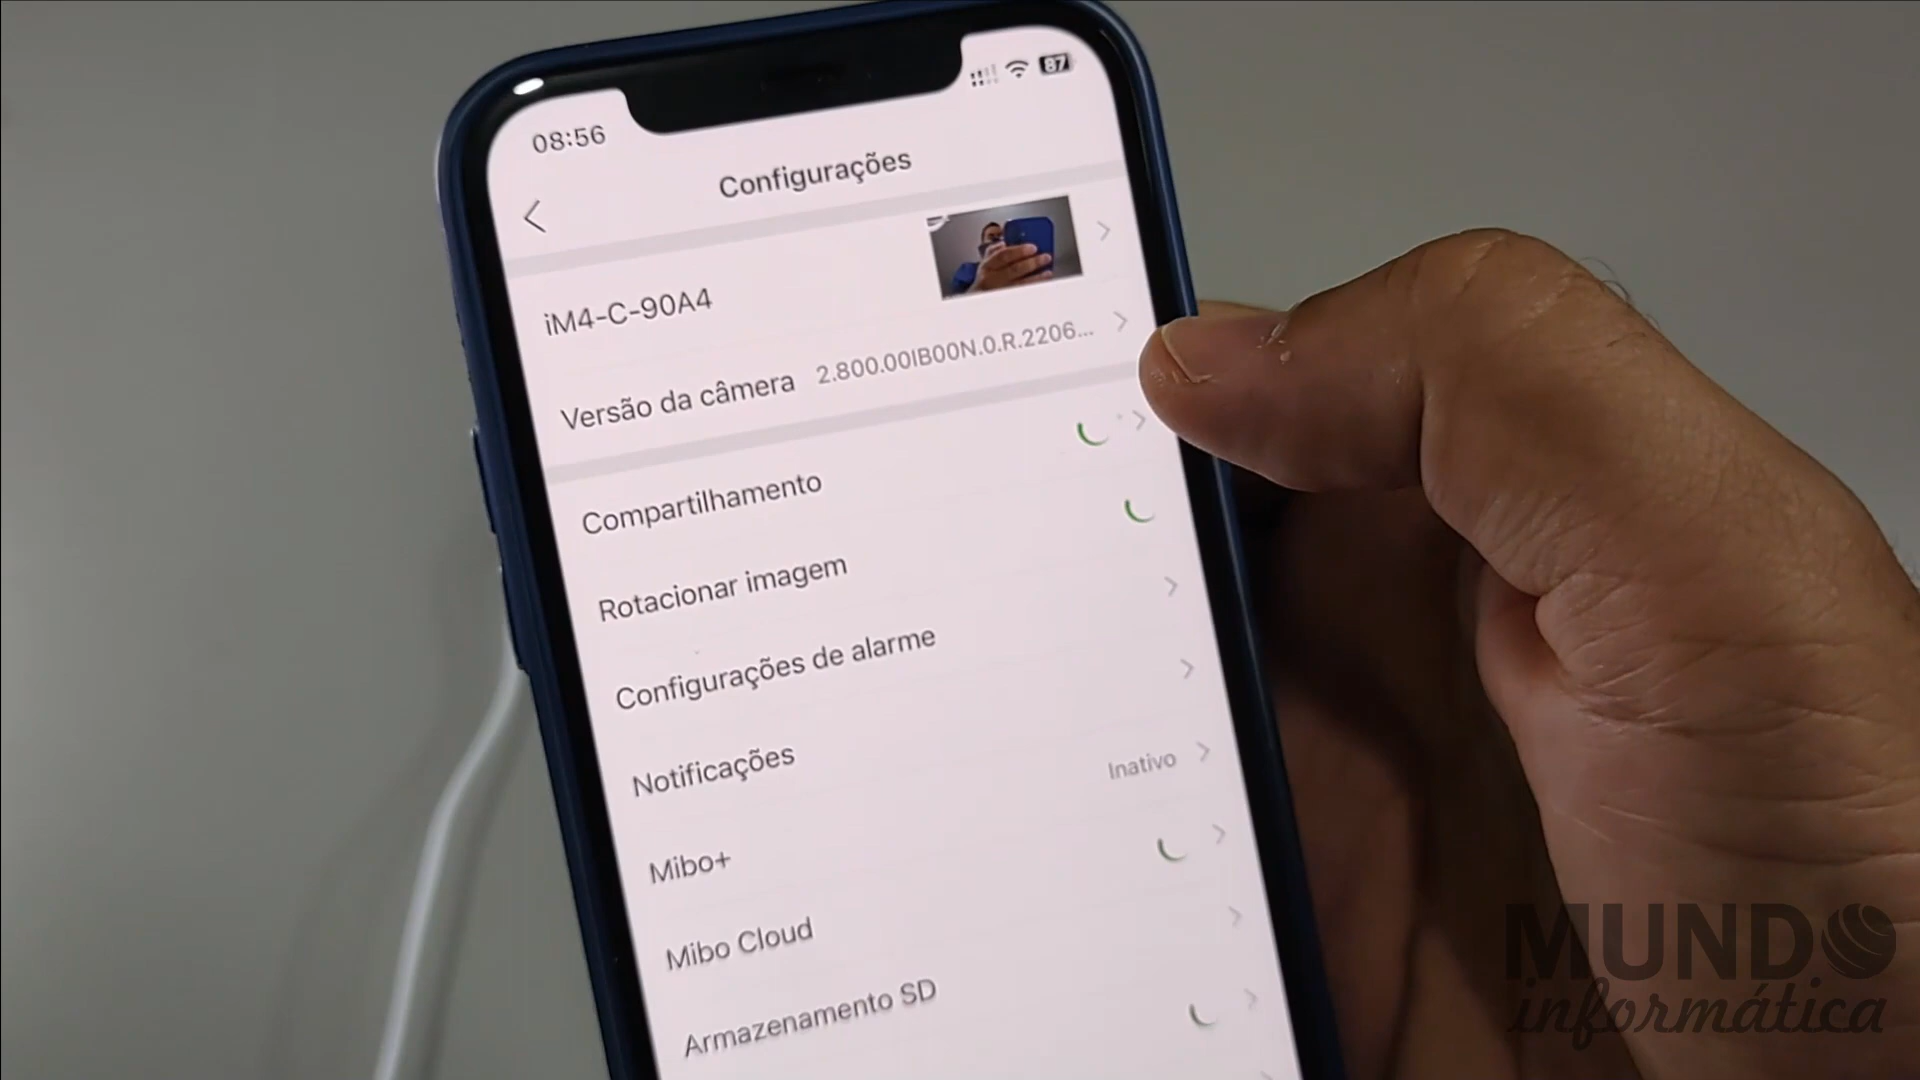 08:56
87
Configurações
iM4-C-90A4
Versão da câmera 2.800.00IB00N.0.R.2206...
Compartilhamento
Rotacionar imagem
Configurações de alarme
Notificações
Inativo
Mibo+
Mibo Cloud
Armazenamento SD
MUNDO
informática